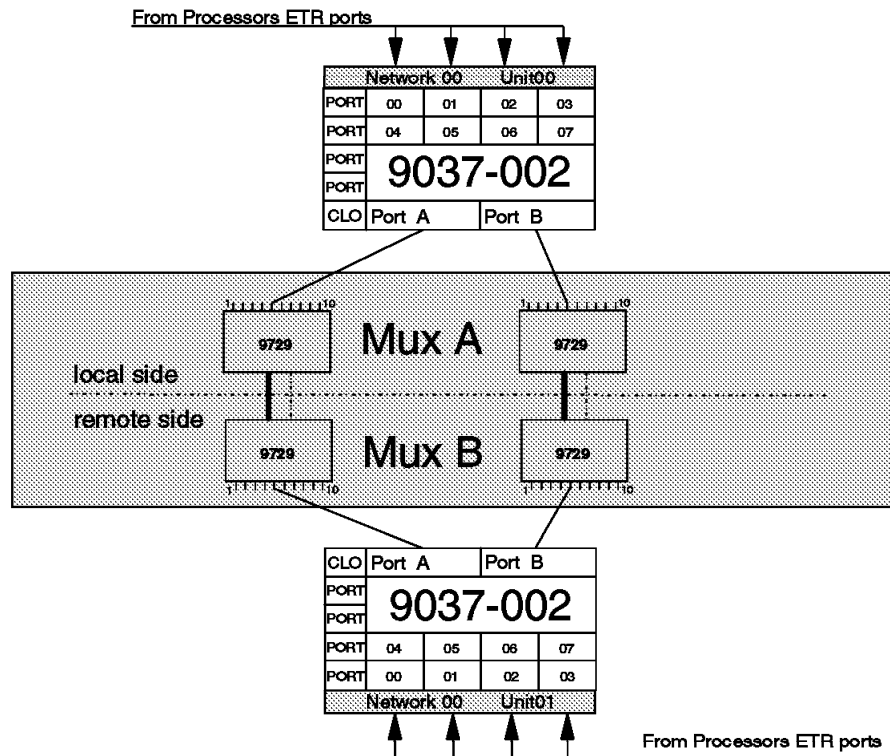 From Processors ETR ports
Network 00 Unit00
PORT 00 01 02 03
PORT 04 05 06 07
PORT
9037-002
PORT
CLO Port A Port B
1 10 1 10
9729 Mux A 9729
local side
remote side
9729 Mux B 9729
1 10 1 10
CLO Port A Port B
PORT
9037-002
PORT
PORT 04 05 06 07
PORT 00 01 02 03
Network 00 Unit01
From Processors ETR ports